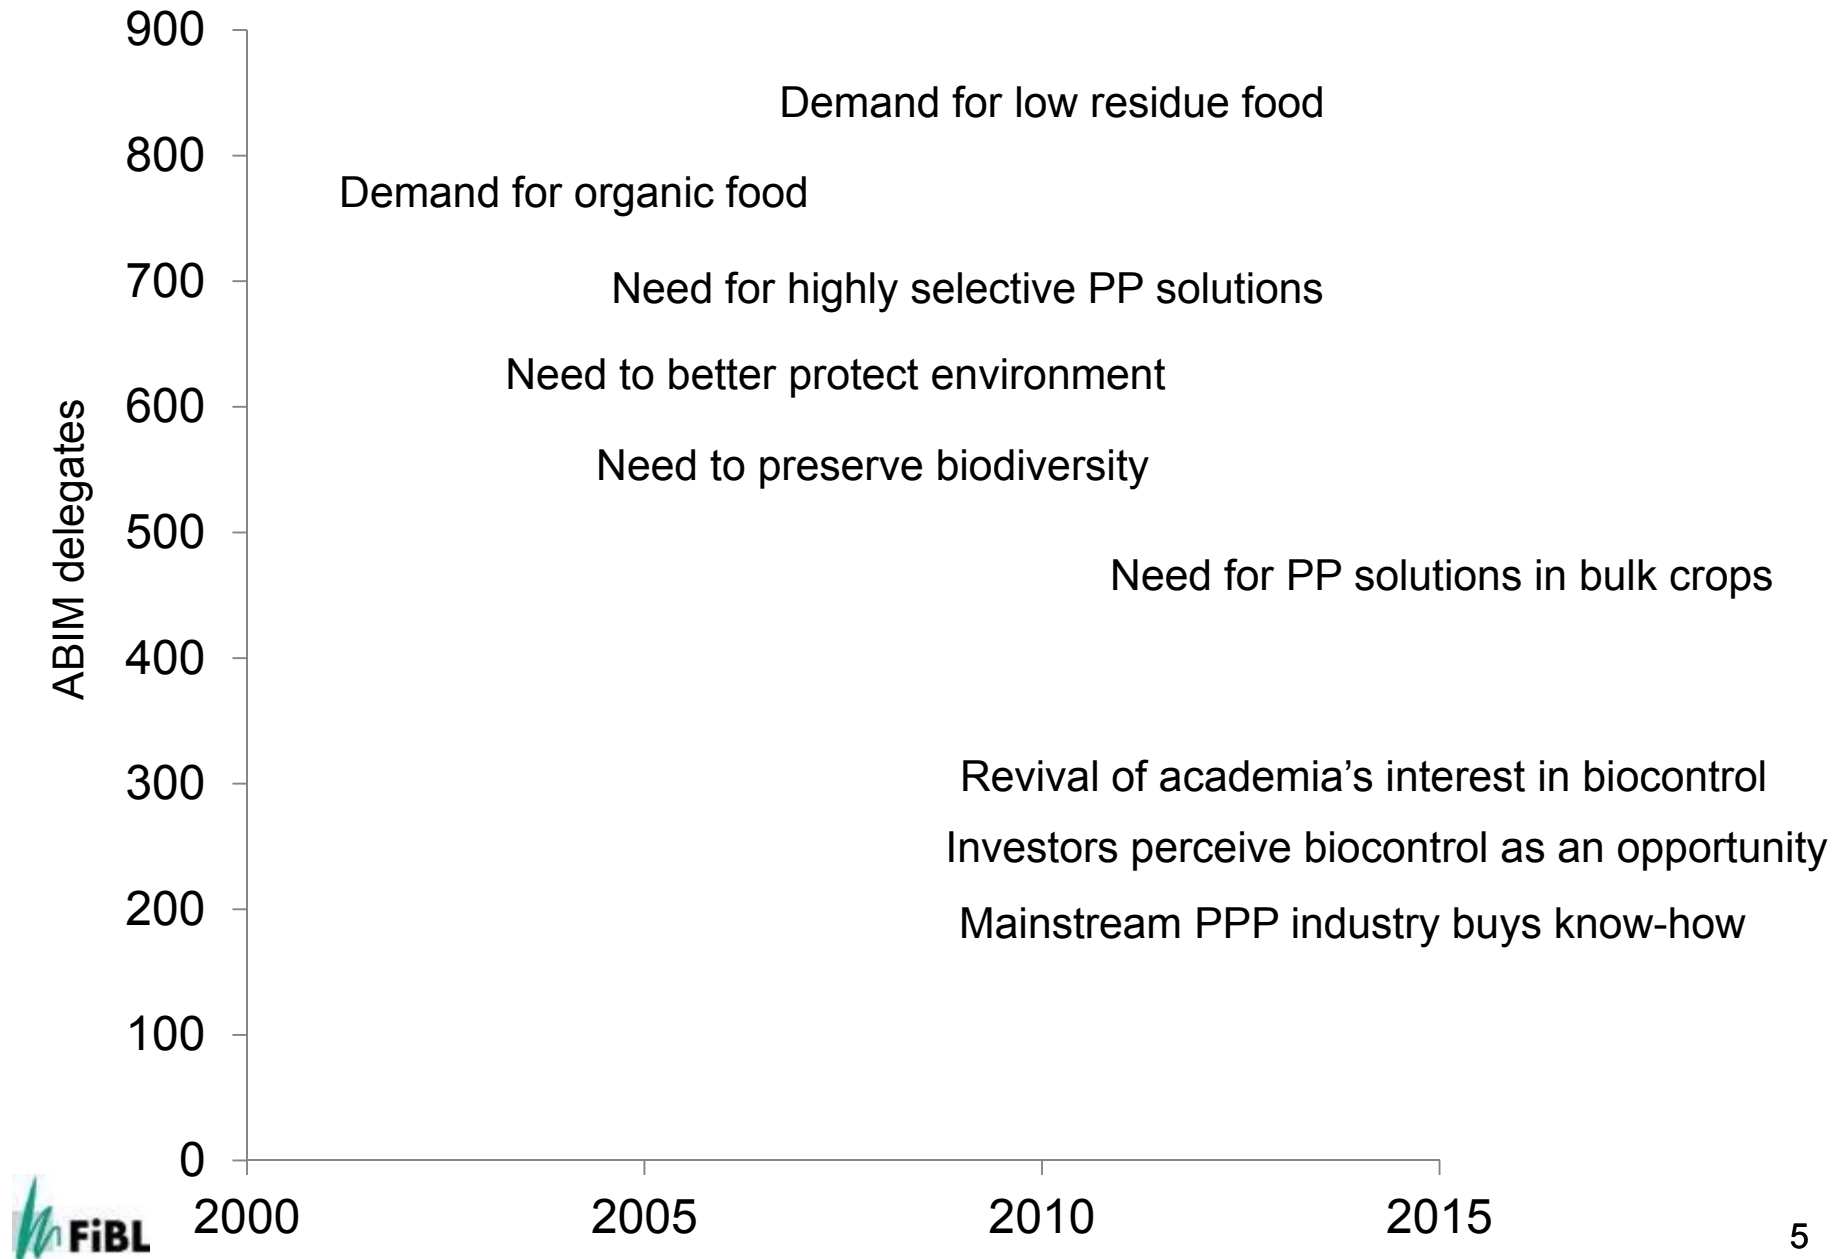 900
Demand for low residue food
800
Demand for organic food
700
Need for highly selective PP solutions
Need to better protect environment
600
ABIM delegates
Need to preserve biodiversity
500
Need for PP solutions in bulk crops
400
300
Revival of academia’s interest in biocontrol
Investors perceive biocontrol as an opportunity
200
Mainstream PPP industry buys know-how
100
0
FiBL
2000 2005 2010 2015
5